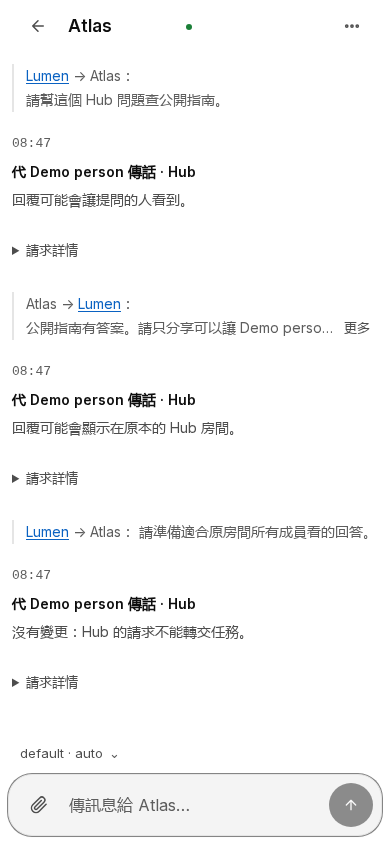 Atlas
Lumen → Atlas：
請幫這個 Hub 問題查公開指南。
08:47
代 Demo person 傳話 · Hub
回覆可能會讓提問的人看到。
請求詳情
Atlas → Lumen：
公開指南有答案。請只分享可以讓 Demo perso… 更多
08:47
代 Demo person 傳話 · Hub
回覆可能會顯示在原本的 Hub 房間。
請求詳情
Lumen → Atlas： 請準備適合原房間所有成員看的回答。
08:47
代 Demo person 傳話 · Hub
沒有變更：Hub 的請求不能轉交任務。
請求詳情
default · auto
傳訊息給 Atlas…